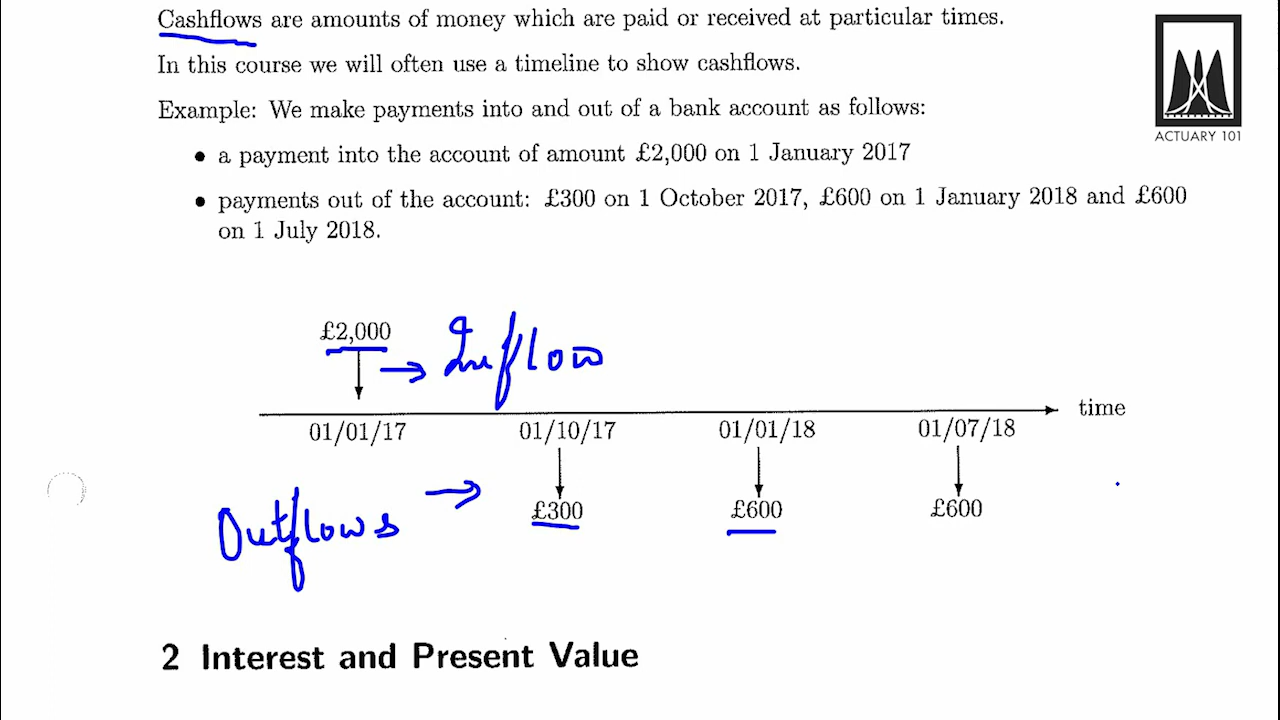 Cashflows are amounts of money which are paid or received at particular times.
In this course we will often use a timeline to show cashflows.
Example: We make payments into and out of a bank account as follows:
• a payment into the account of amount £2,000 on 1 January 2017
• payments out of the account: £300 on 1 October 2017, £600 on 1 January 2018 and £600
on 1 July 2018.
ACTUARY 101
£2,000
Inflow
time
01/01/17 01/10/17 01/01/18 01/07/18
Outflows
£300 £600 £600
2 Interest and Present Value